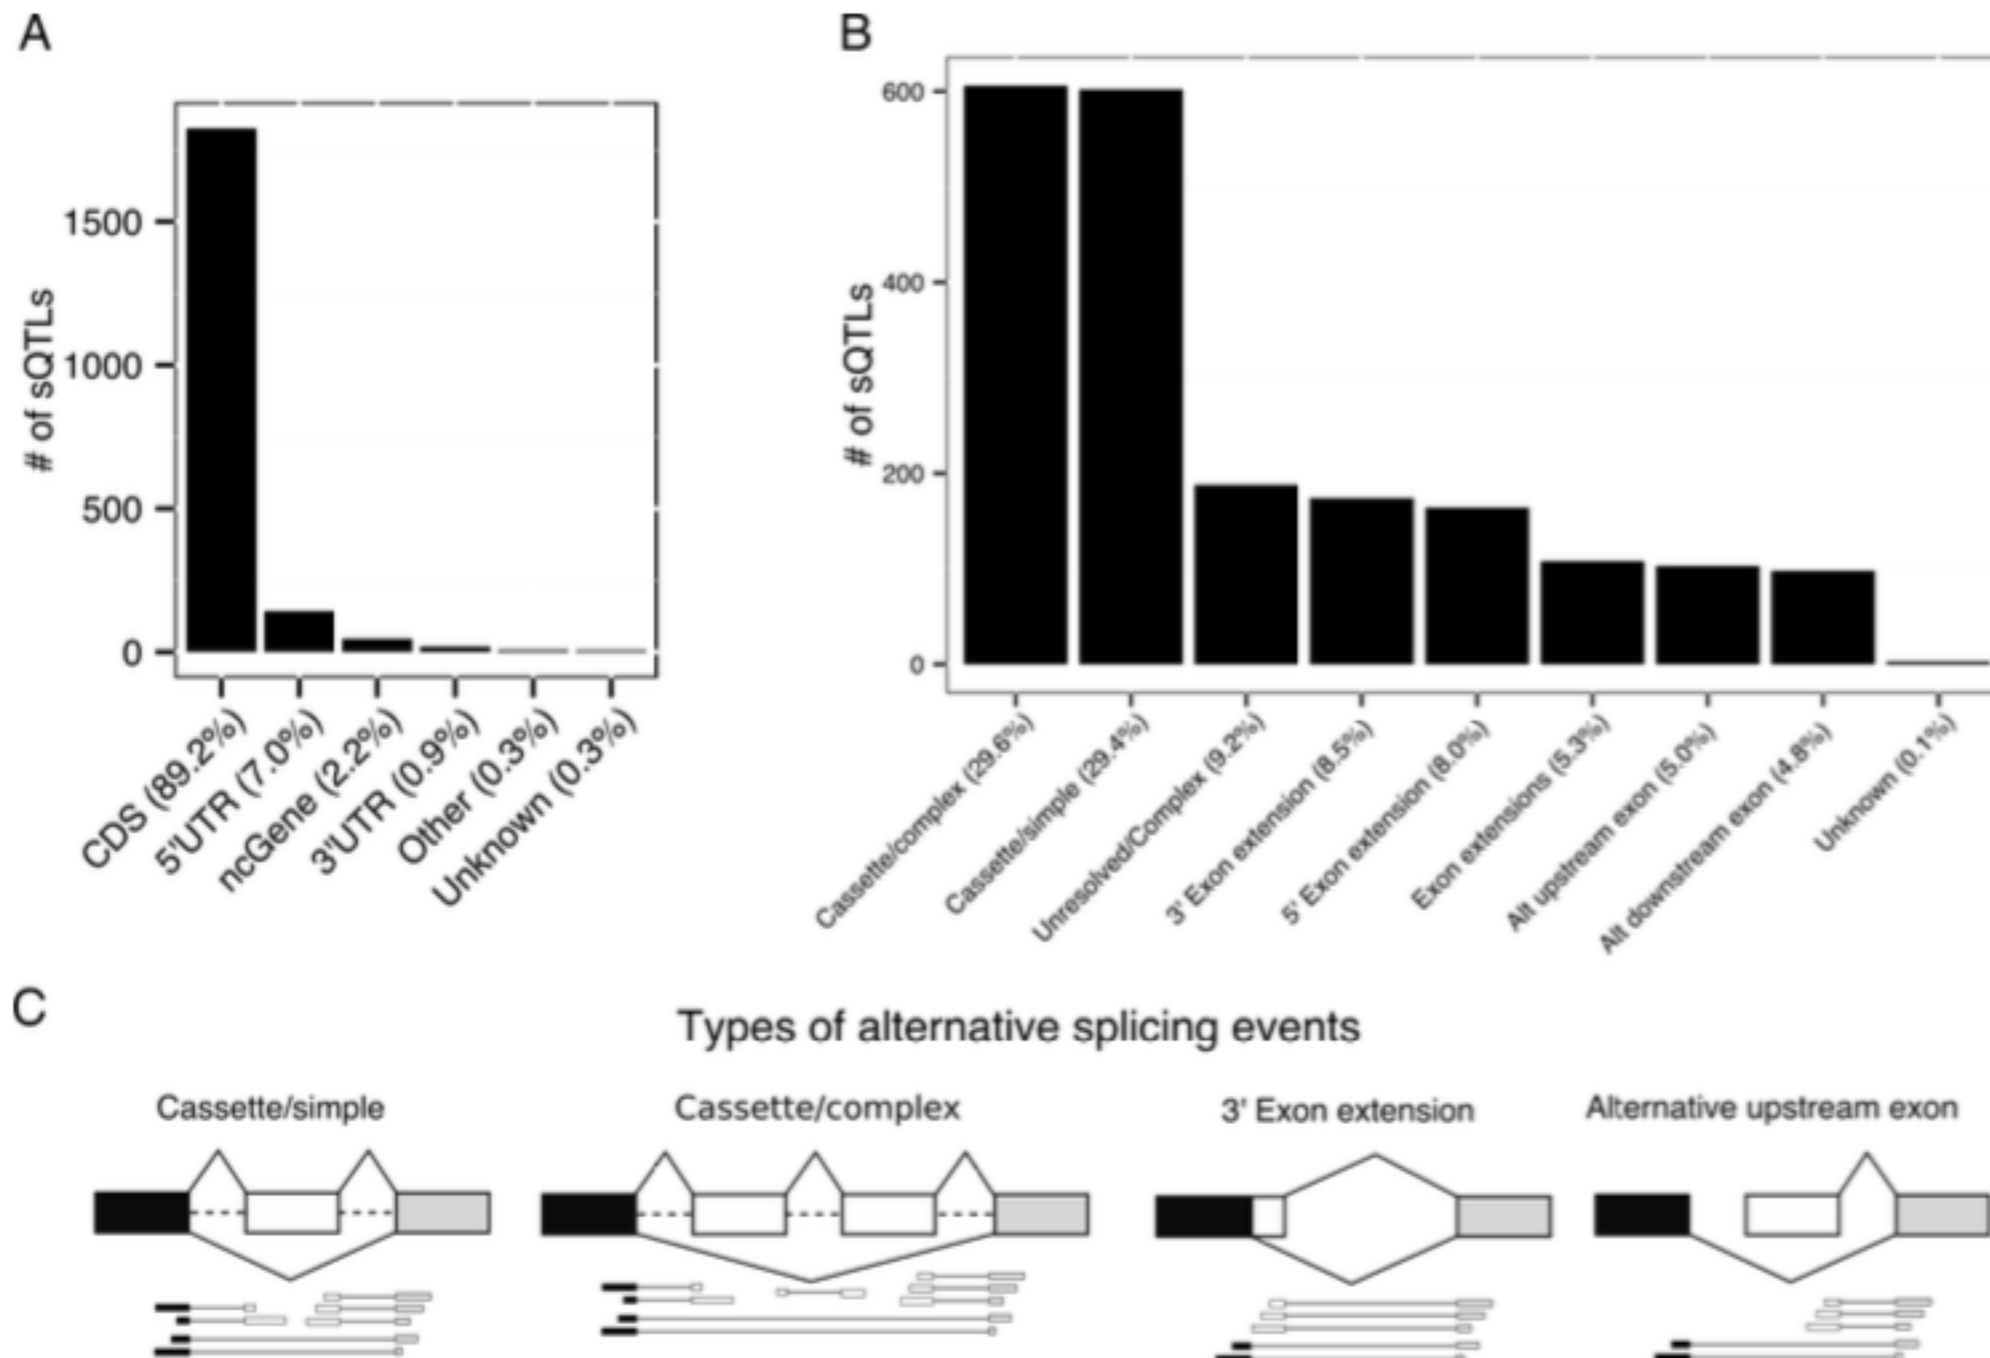 A
# of sQTLs
1500
1000
500
0
CDS (89.2%)
5'UTR (7.0%)
ncGene (2.2%)
3'UTR (0.9%)
Other (0.3%)
Unknown (0.3%)
B
# of sQTLs
600
400
200
0
Cassette/complex (29.6%)
Cassette/simple (29.4%)
Unresolved/Complex (9.2%)
3' Exon extension (8.5%)
5' Exon extension (8.0%)
Exon extensions (5.3%)
Alt upstream exon (5.0%)
Alt downstream exon (4.8%)
Unknown (0.1%)
C
Types of alternative splicing events
Cassette/simple
Cassette/complex
3' Exon extension
Alternative upstream exon